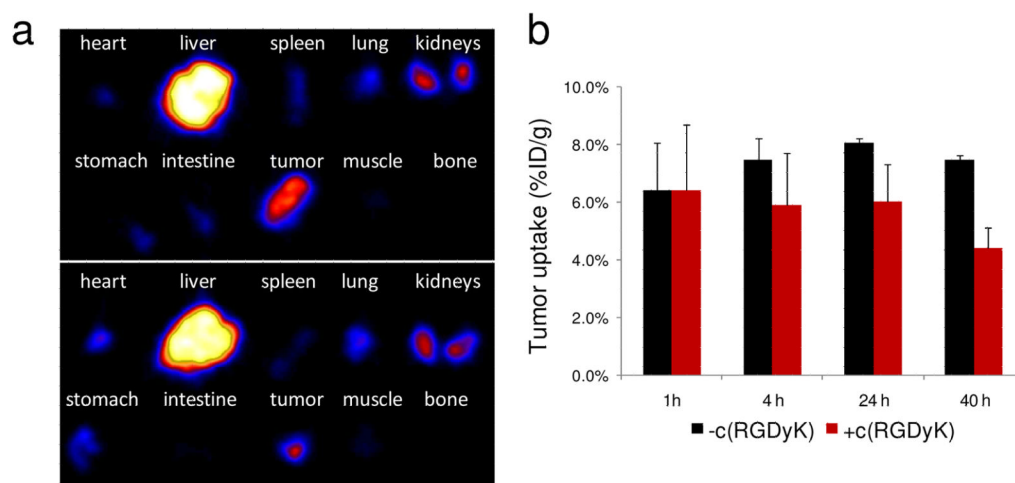 a
heart liver spleen lung kidneys
stomach intestine tumor muscle bone
heart liver spleen lung kidneys
stomach intestine tumor muscle bone
b
Tumor uptake (%ID/g)
10.0%
8.0%
6.0%
4.0%
2.0%
0.0%
1h 4 h 24 h 40 h
-c(RGDyK) +c(RGDyK)